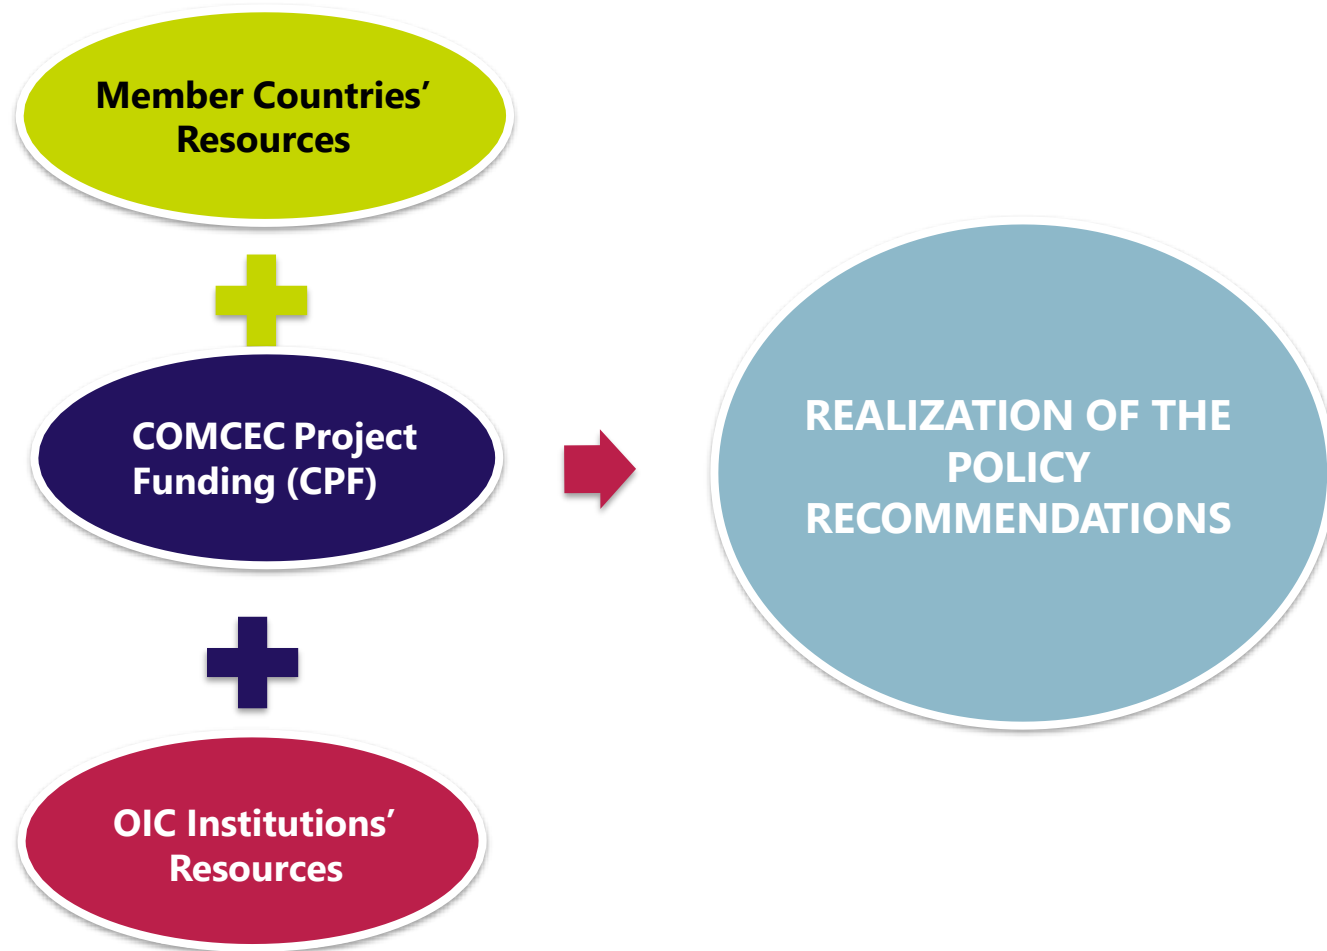 Member Countries’
Resources
COMCEC Project
Funding (CPF)
OIC Institutions’
Resources
REALIZATION OF THE
POLICY
RECOMMENDATIONS